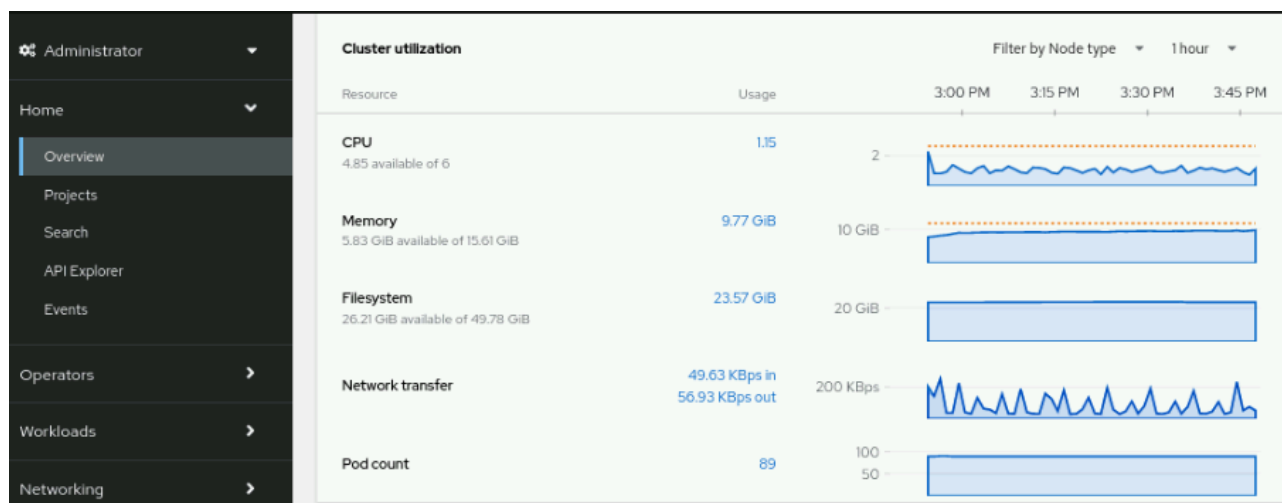 Administrator
Home
Overview
Projects
Search
API Explorer
Events
Operators
Workloads
Networking
Cluster utilization
Filter by Node type 1 hour
Resource Usage 3:00 PM 3:15 PM 3:30 PM 3:45 PM
CPU 1.15
4.85 available of 6
2
Memory 9.77 GiB
5.83 GiB available of 15.61 GiB
10 GiB
Filesystem 23.57 GiB
26.21 GiB available of 49.78 GiB
20 GiB
Network transfer
49.63 KBps in
56.93 KBps out
200 KBps
Pod count 89
100
50